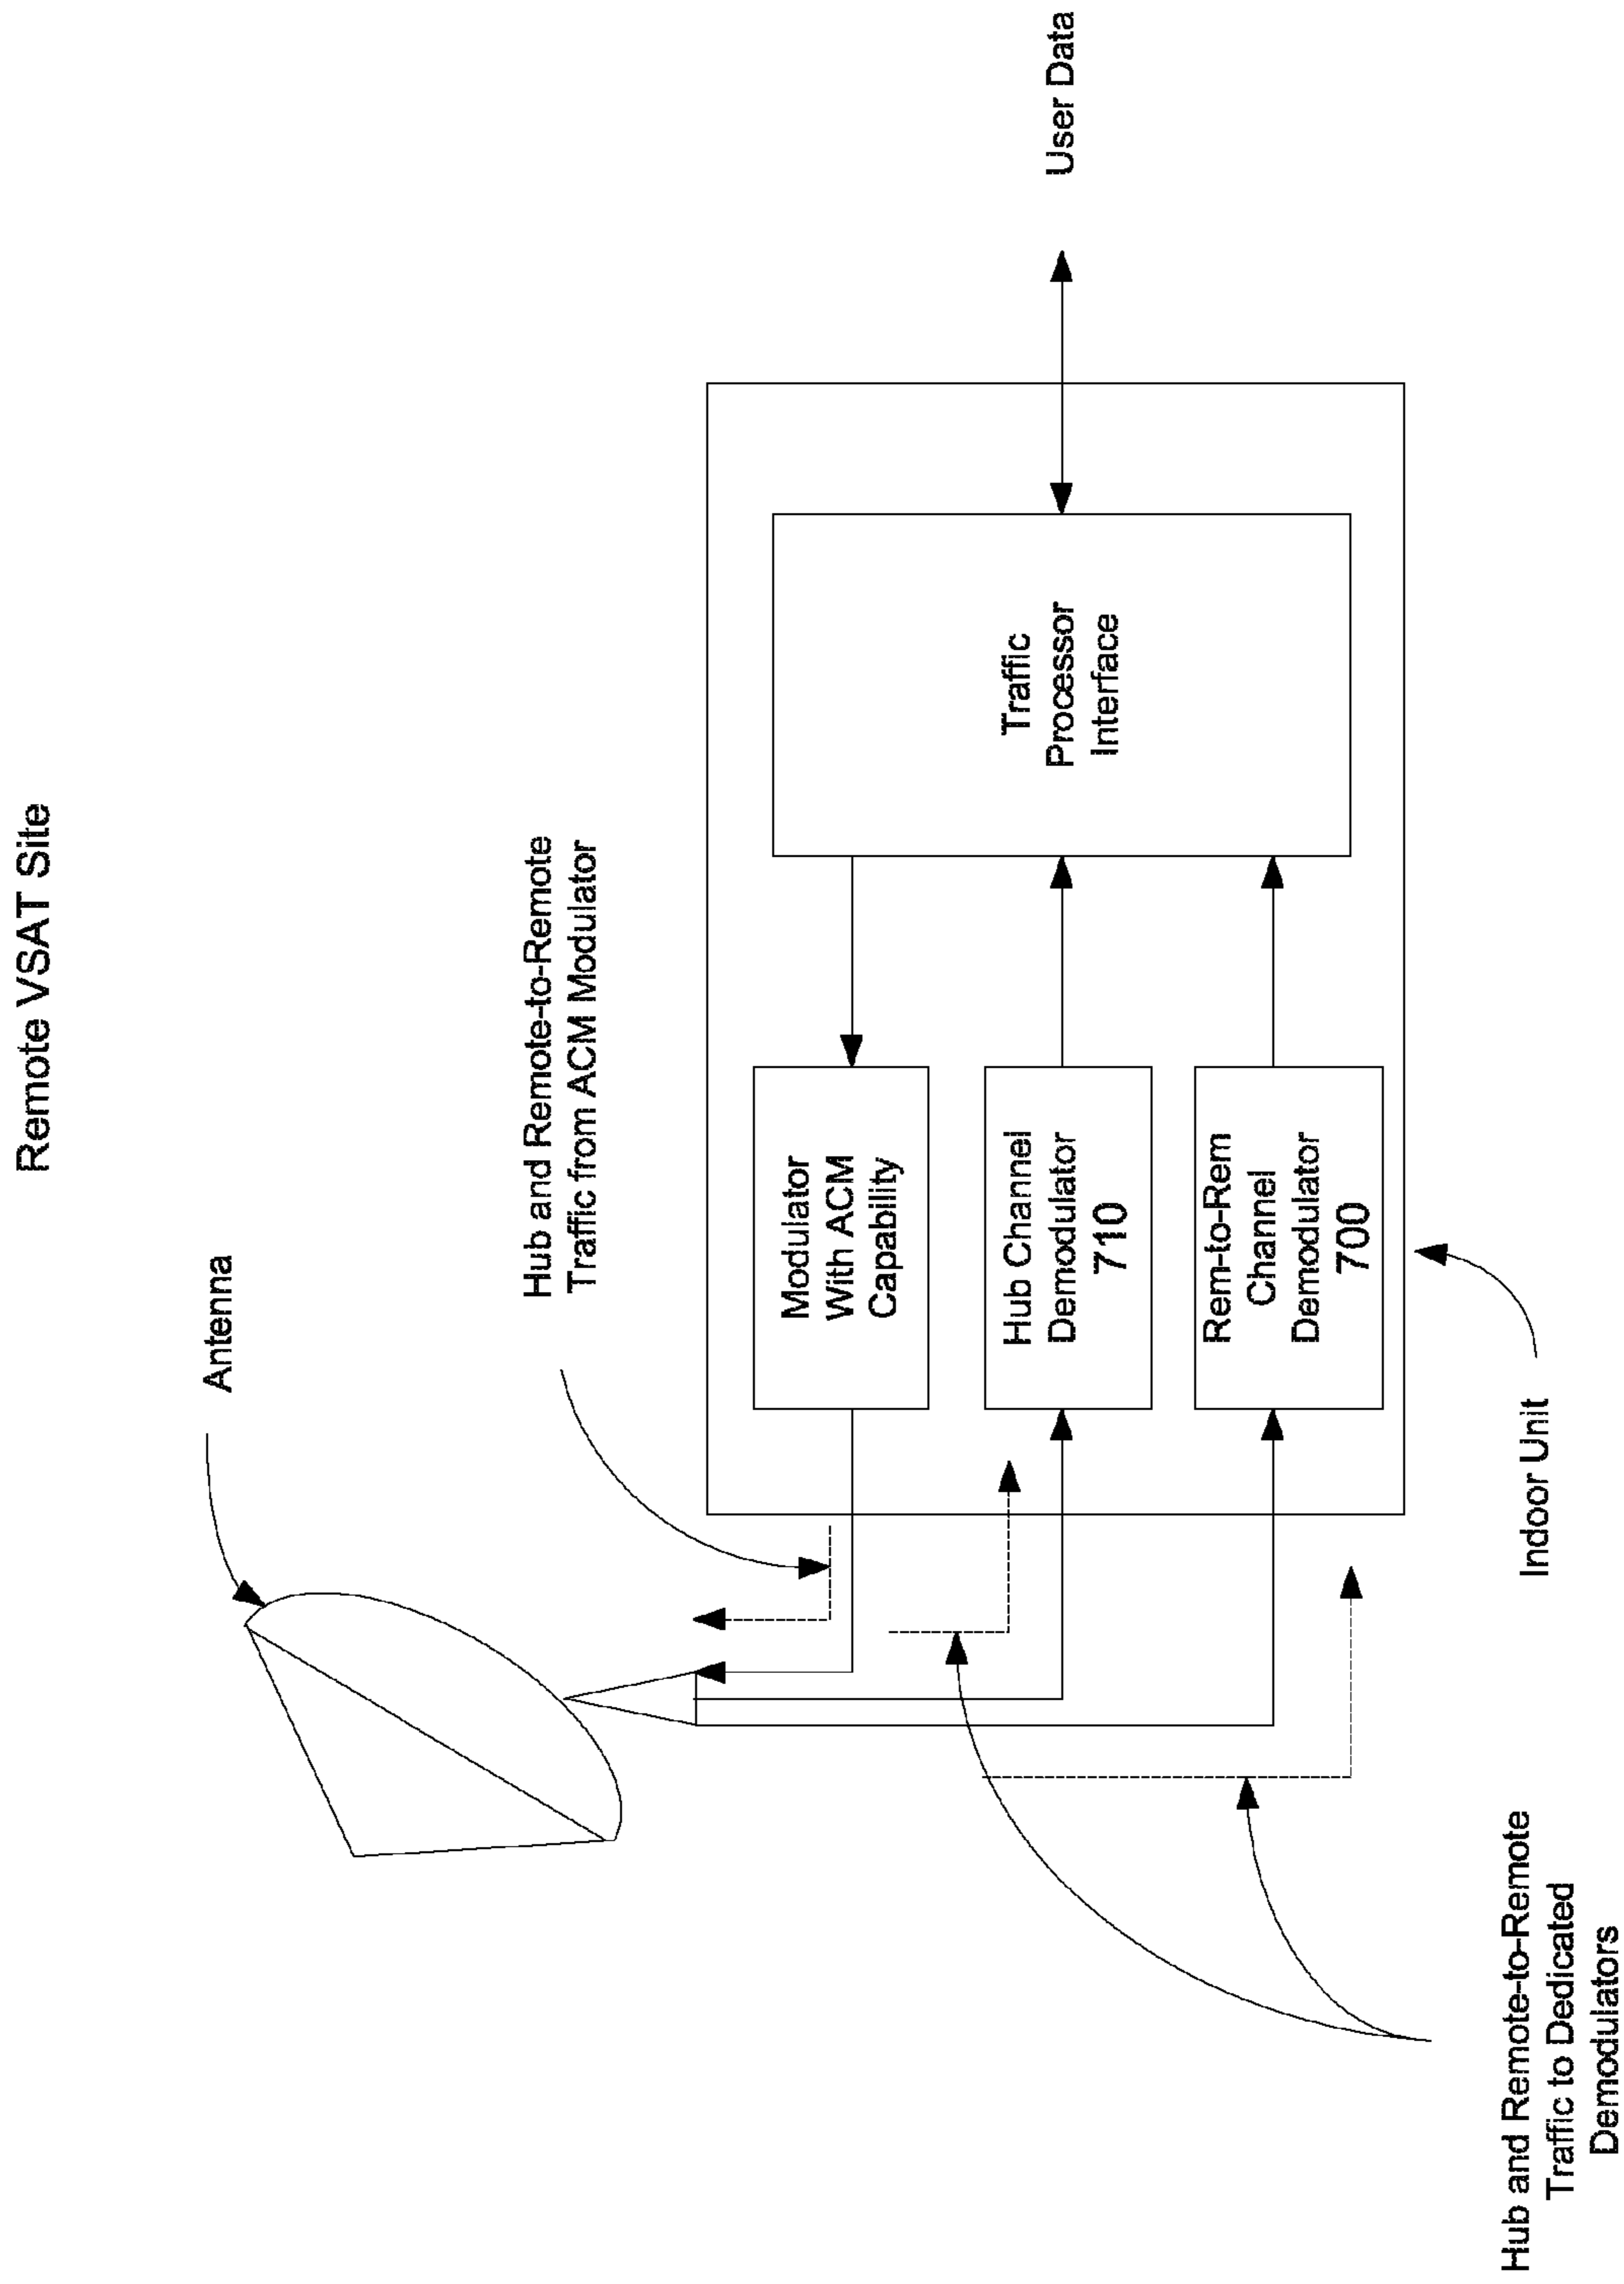 Remote VSAT Site
Antenna
Hub and Remote-to-Remote
Traffic from ACM Modulator
Modulator
With ACM
Capability
Hub Channel
Demodulator
710
Rem-to-Rem
Channel
Demodulator
700
Traffic
Processor
Interface
User Data
Indoor Unit
Hub and Remote-to-Remote
Traffic to Dedicated
Demodulators